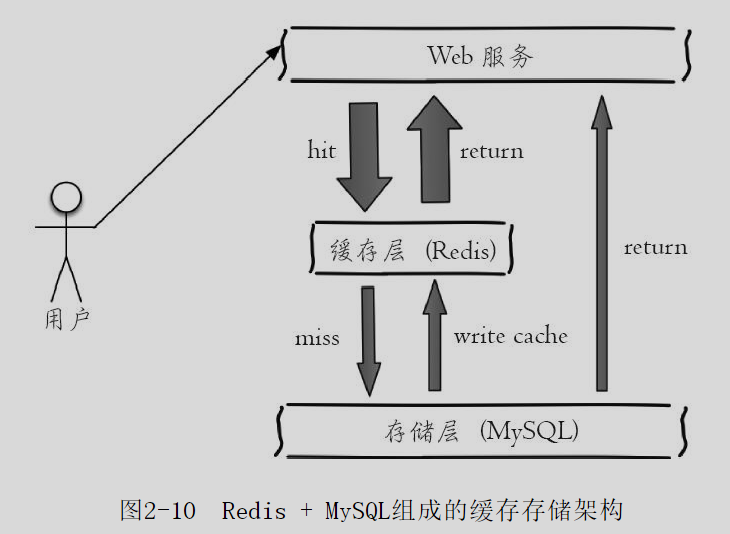 Web 服务
hit
return
缓存层 (Redis)
return
miss
write cache
用户
存储层 (MySQL)
图2-10 Redis + MySQL组成的缓存存储架构